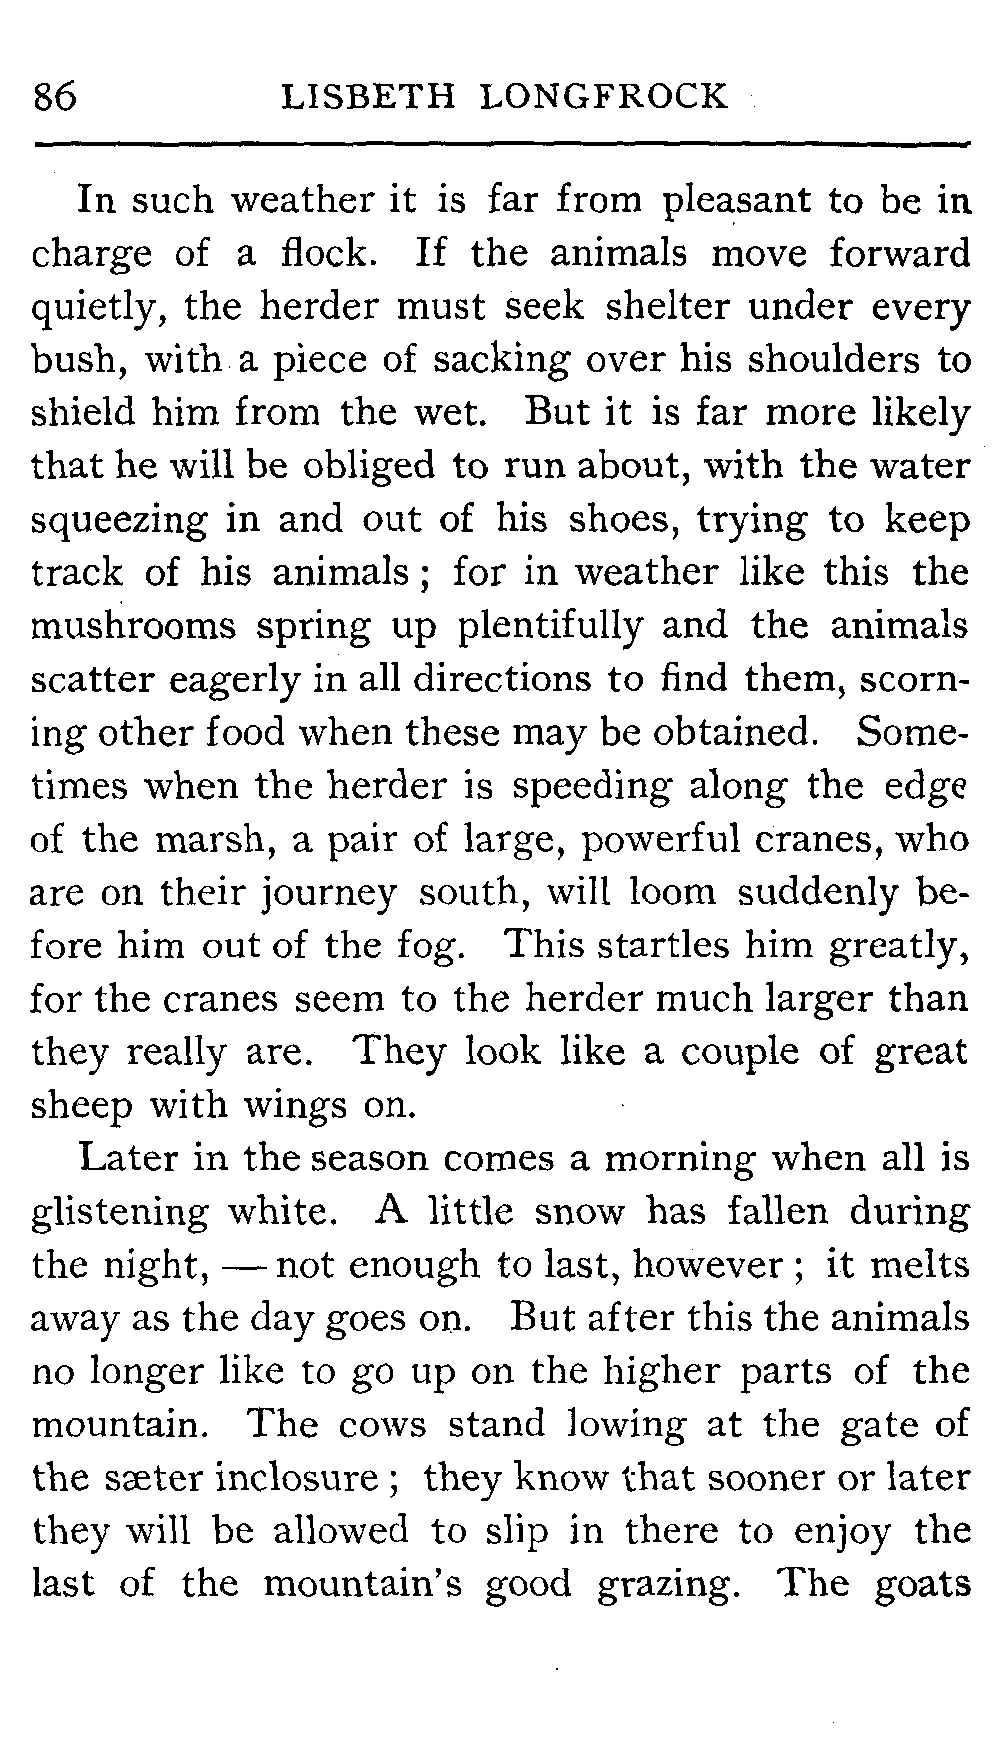 86 LISBETH LONGFROCK
In such weather it is far from pleasant to be in
charge of a flock. If the animals move forward
quietly, the herder must seek shelter under every
bush, with a piece of sacking over his shoulders to
shield him from the wet. But it is far more likely
that he will be obliged to run about, with the water
squeezing in and out of his shoes, trying to keep
track of his animals ; for in weather like this the
mushrooms spring up plentifully and the animals
scatter eagerly in all directions to find them, scorn-
ing other food when these may be obtained. Some-
times when the herder is speeding along the edge
of the marsh, a pair of large, powerful cranes, who
are on their journey south, will loom suddenly be-
fore him out of the fog. This startles him greatly,
for the cranes seem to the herder much larger than
they really are. They look like a couple of great
sheep with wings on.
Later in the season comes a morning when all is
glistening white. A little snow has fallen during
the night, — not enough to last, however ; it melts
away as the day goes on. But after this the animals
no longer like to go up on the higher parts of the
mountain. The cows stand lowing at the gate of
the sæter inclosure ; they know that sooner or later
they will be allowed to slip in there to enjoy the
last of the mountain's good grazing. The goats